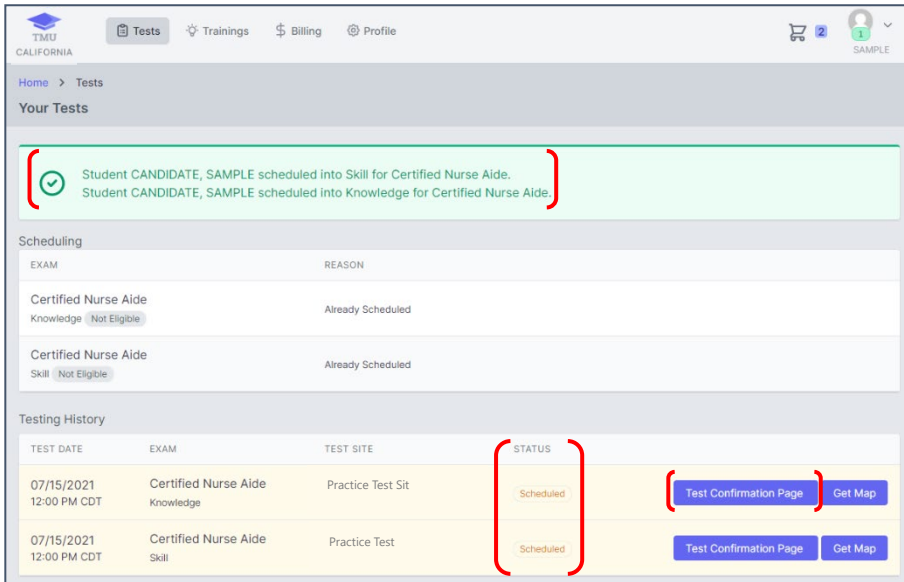 TMU
CALIFORNIA
Tests
Trainings
Billing
Profile
2
1
SAMPLE
Home > Tests
Your Tests
Student CANDIDATE, SAMPLE scheduled into Skill for Certified Nurse Aide.
Student CANDIDATE, SAMPLE scheduled into Knowledge for Certified Nurse Aide.
Scheduling
EXAM REASON
Certified Nurse Aide
Knowledge Not Eligible
Already Scheduled
Certified Nurse Aide
Skill Not Eligible
Already Scheduled
Testing History
TEST DATE EXAM TEST SITE STATUS
07/15/2021 Certified Nurse Aide Practice Test Sit Scheduled Test Confirmation Page Get Map
12:00 PM CDT Knowledge
07/15/2021 Certified Nurse Aide Practice Test Scheduled Test Confirmation Page Get Map
12:00 PM CDT Skill